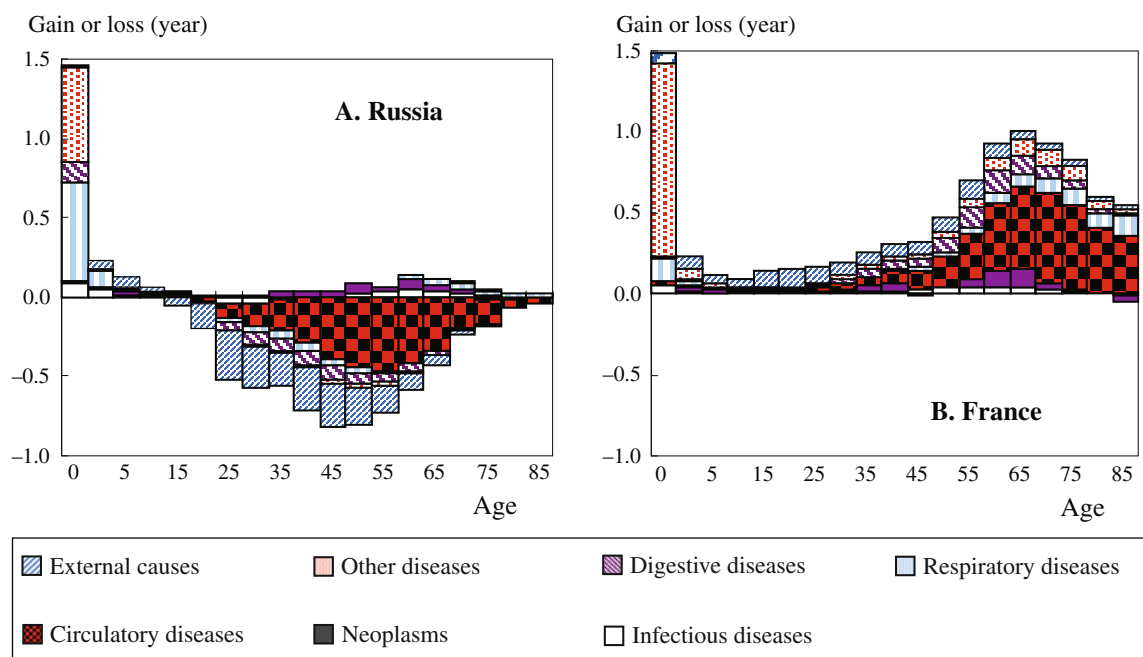 Gain or loss (year)
1.5
1.0
0.5
0.0
–0.5
–1.0
A. Russia
0 5 15 25 35 45 55 65 75 85
Age
Gain or loss (year)
1.5
1.0
0.5
0.0
–0.5
–1.0
B. France
0 5 15 25 35 45 55 65 75 85
Age
External causes Other diseases Digestive diseases Respiratory diseases
Circulatory diseases Neoplasms Infectious diseases